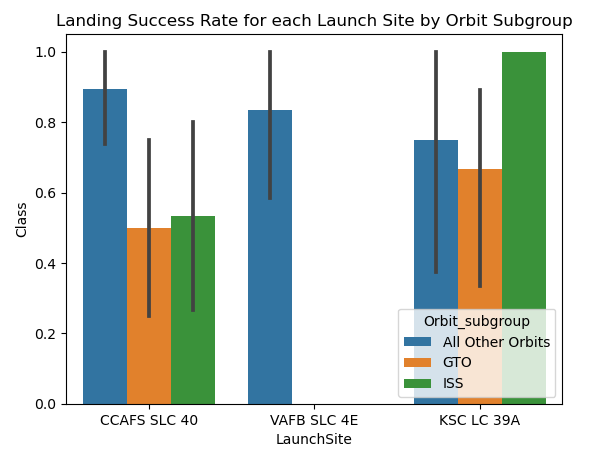 Landing Success Rate for each Launch Site by Orbit Subgroup
1.0
0.8
0.6
0.4
0.2
0.0
Class
CCAFS SLC 40
VAFB SLC 4E
KSC LC 39A
LaunchSite
Orbit_subgroup
All Other Orbits
GTO
ISS